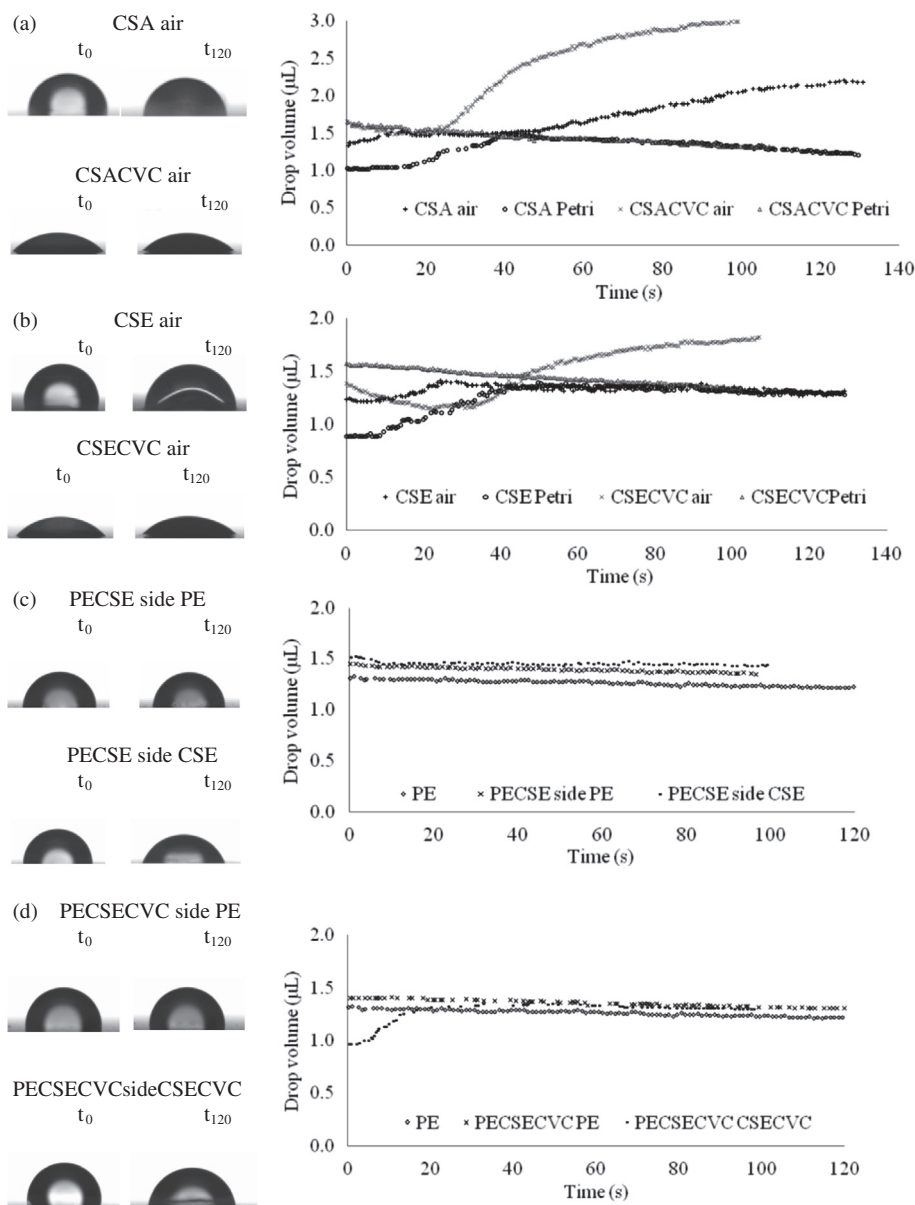 (a) CSA air
t0 t120
CSACVC air
t0 t120
Drop volume (µL)
3.0
2.5
2.0
1.5
1.0
0.5
0.0
CSA air CSA Petri CSACVC air CSACVC Petri
0 20 40 60 80 100 120 140
Time (s)
(b) CSE air
t0 t120
CSECVC air
t0 t120
Drop volume (µL)
2.0
1.5
1.0
0.5
0.0
CSE air CSE Petri CSECVC air CSECVCPetri
0 20 40 60 80 100 120 140
Time (s)
(c) PECSE side PE
t0 t120
PECSE side CSE
t0 t120
Drop volume (µL)
2.0
1.5
1.0
0.5
0.0
PE PECSE side PE PECSE side CSE
0 20 40 60 80 100 120
Time (s)
(d) PECSECVC side PE
t0 t120
PECSECVCsideCSECVC
t0 t120
Drop volume (µL)
2.0
1.5
1.0
0.5
0.0
PE PECSECVC PE PECSECVC CSECVC
0 20 40 60 80 100 120
Time (s)